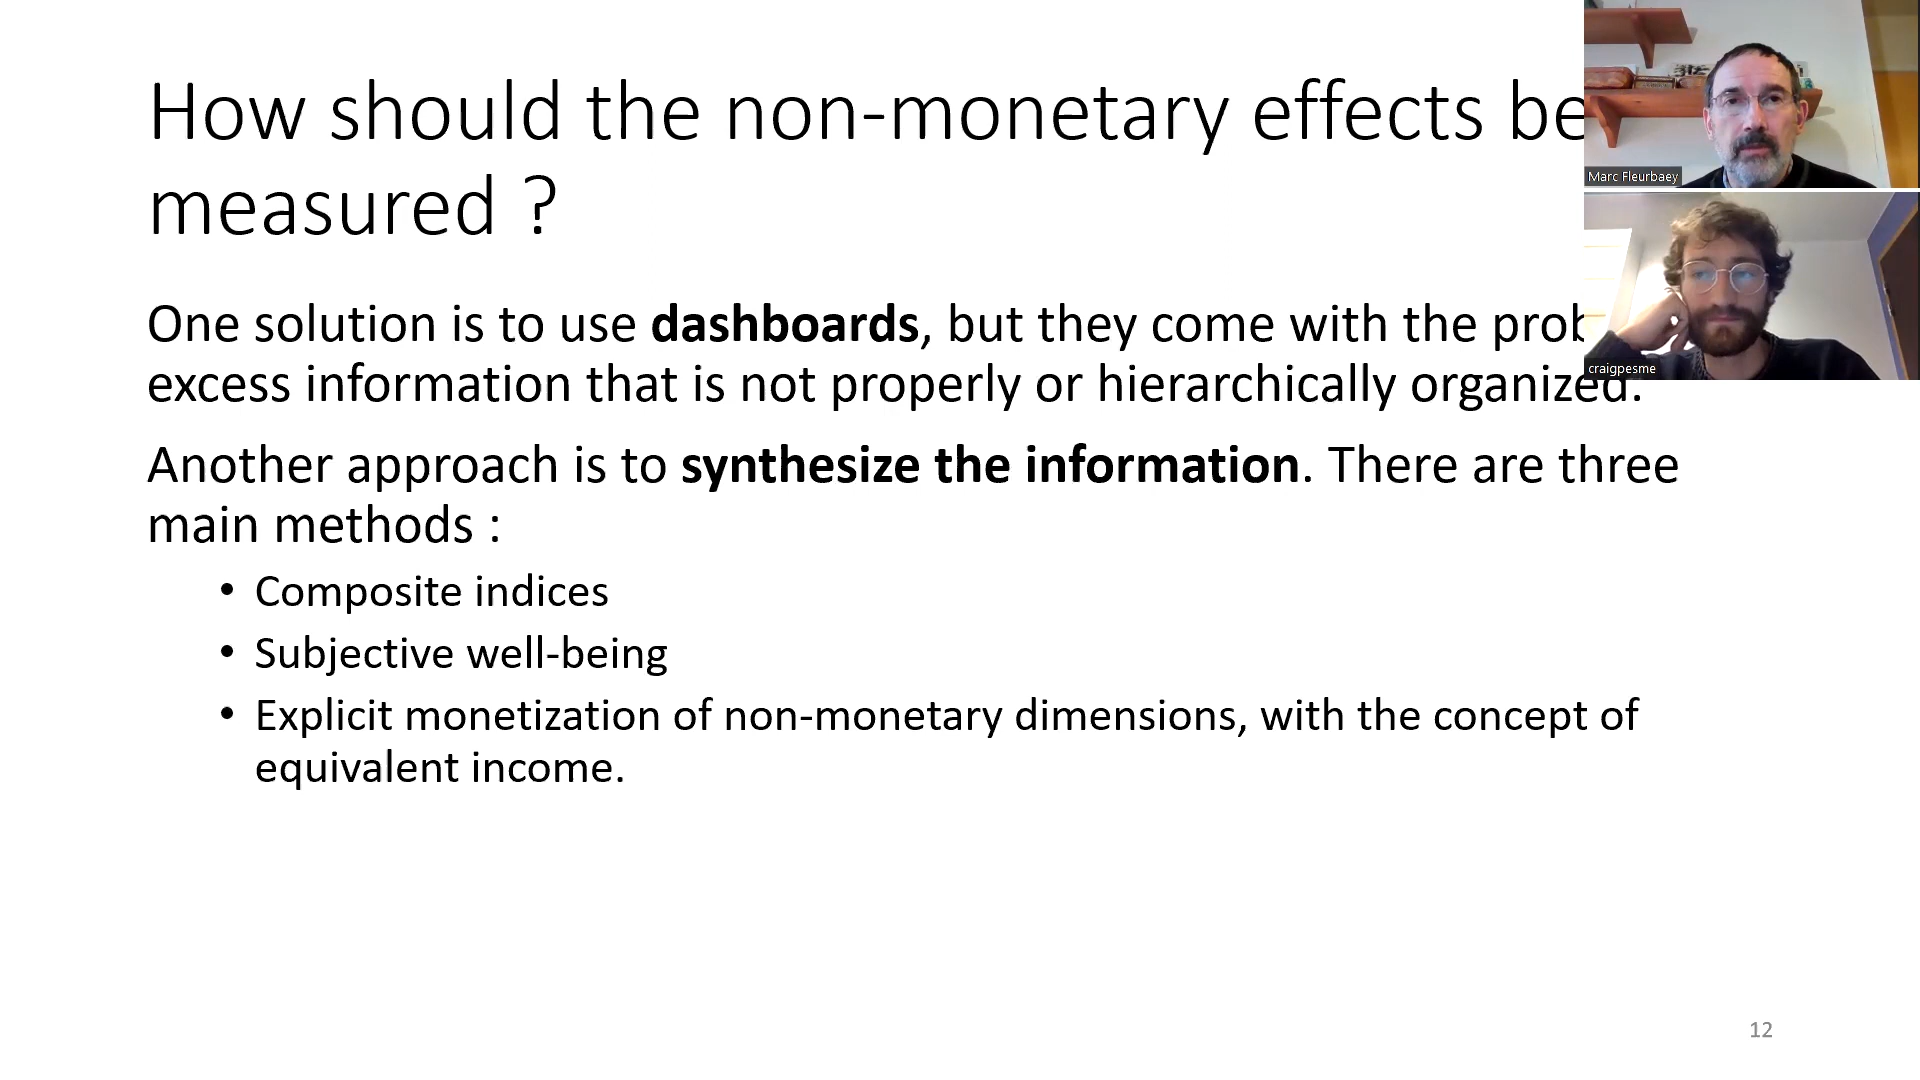 How should the non-monetary effects be
measured ?
One solution is to use dashboards, but they come with the
excess information that is not properly or hierarchically organized.
Another approach is to synthesize the information. There are three
main methods :
• Composite indices
• Subjective well-being
• Explicit monetization of non-monetary dimensions, with the concept of
equivalent income.
Marc Fleurbaey
craigpesme
12